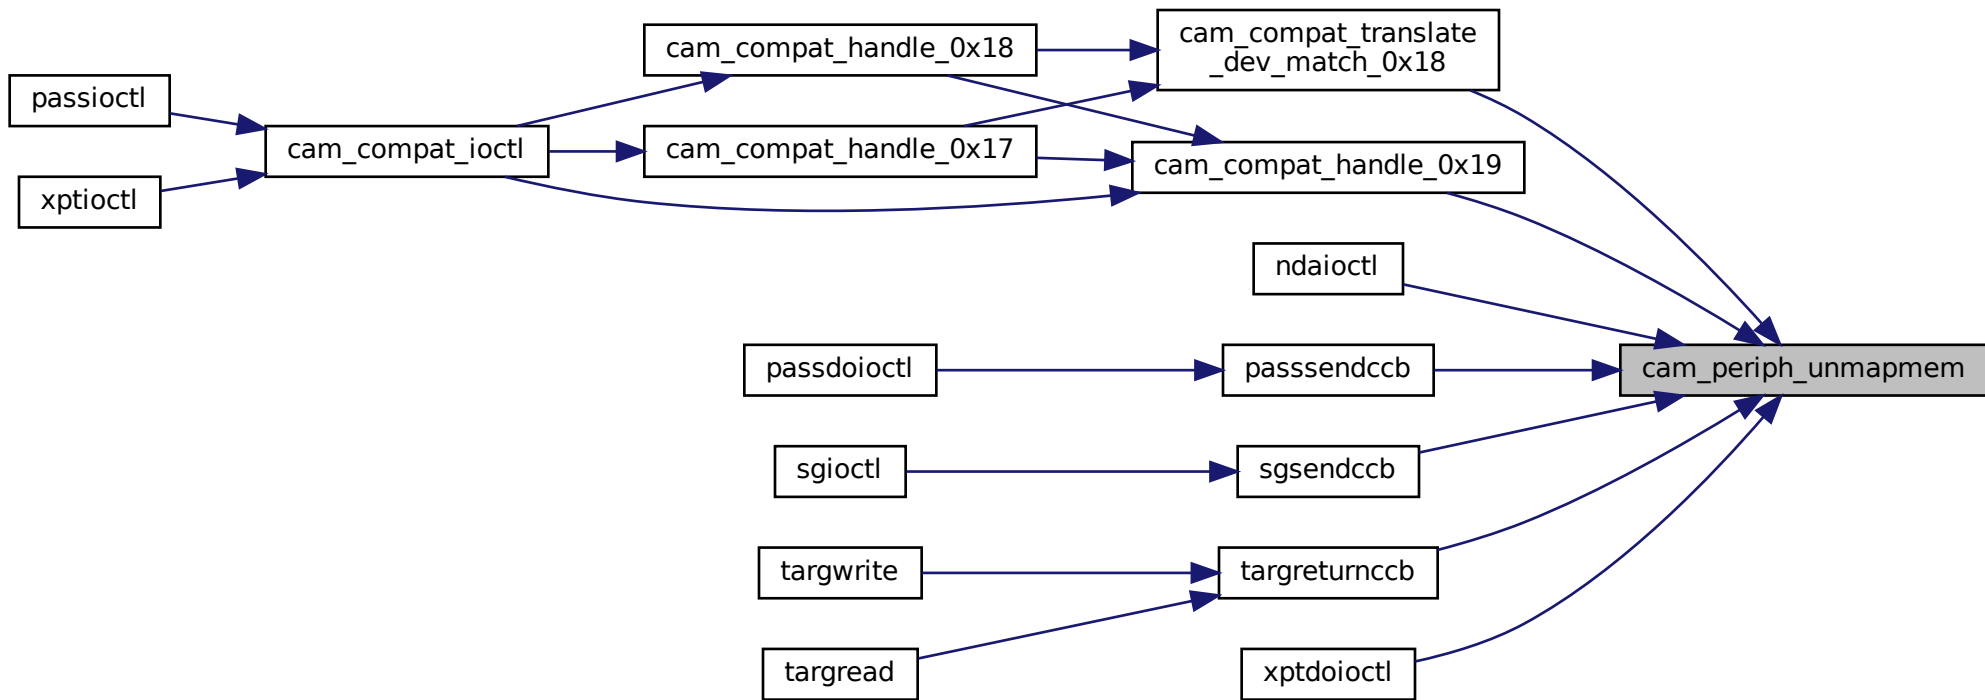 cam_compat_handle_0x18
cam_compat_translate
_dev_match_0x18
passioctl
cam_compat_ioctl
cam_compat_handle_0x17
cam_compat_handle_0x19
xptioctl
ndaioctl
passdoioctl
passsendccb
cam_periph_unmapmem
sgioctl
sgsendccb
targwrite
targreturnccb
targread
xptdoioctl